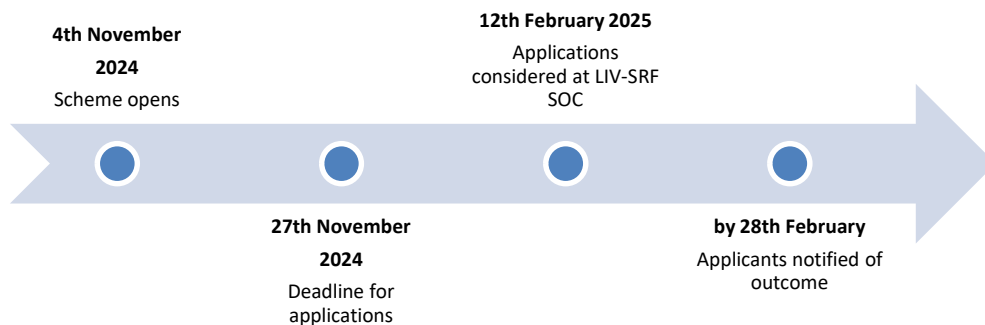 4th November
2024
Scheme opens
27th November
2024
Deadline for
applications
12th February 2025
Applications
considered at LIV-SRF
SOC
by 28th February
Applicants notified of
outcome